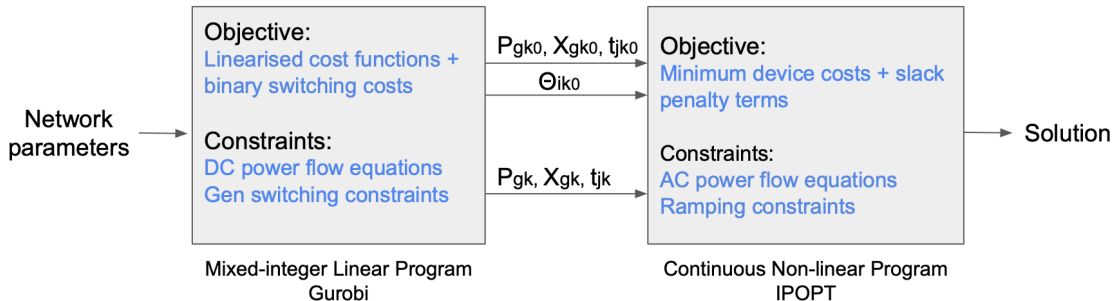 Network
parameters
Objective:
Linearised cost functions +
binary switching costs
Constraints:
DC power flow equations
Gen switching constraints
Mixed-integer Linear Program
Gurobi
Pgk0, Xgk0, tjk0
Θik0
Pgk, Xgk, tjk
Objective:
Minimum device costs + slack
penalty terms
Constraints:
AC power flow equations
Ramping constraints
Continuous Non-linear Program
IPOPT
Solution